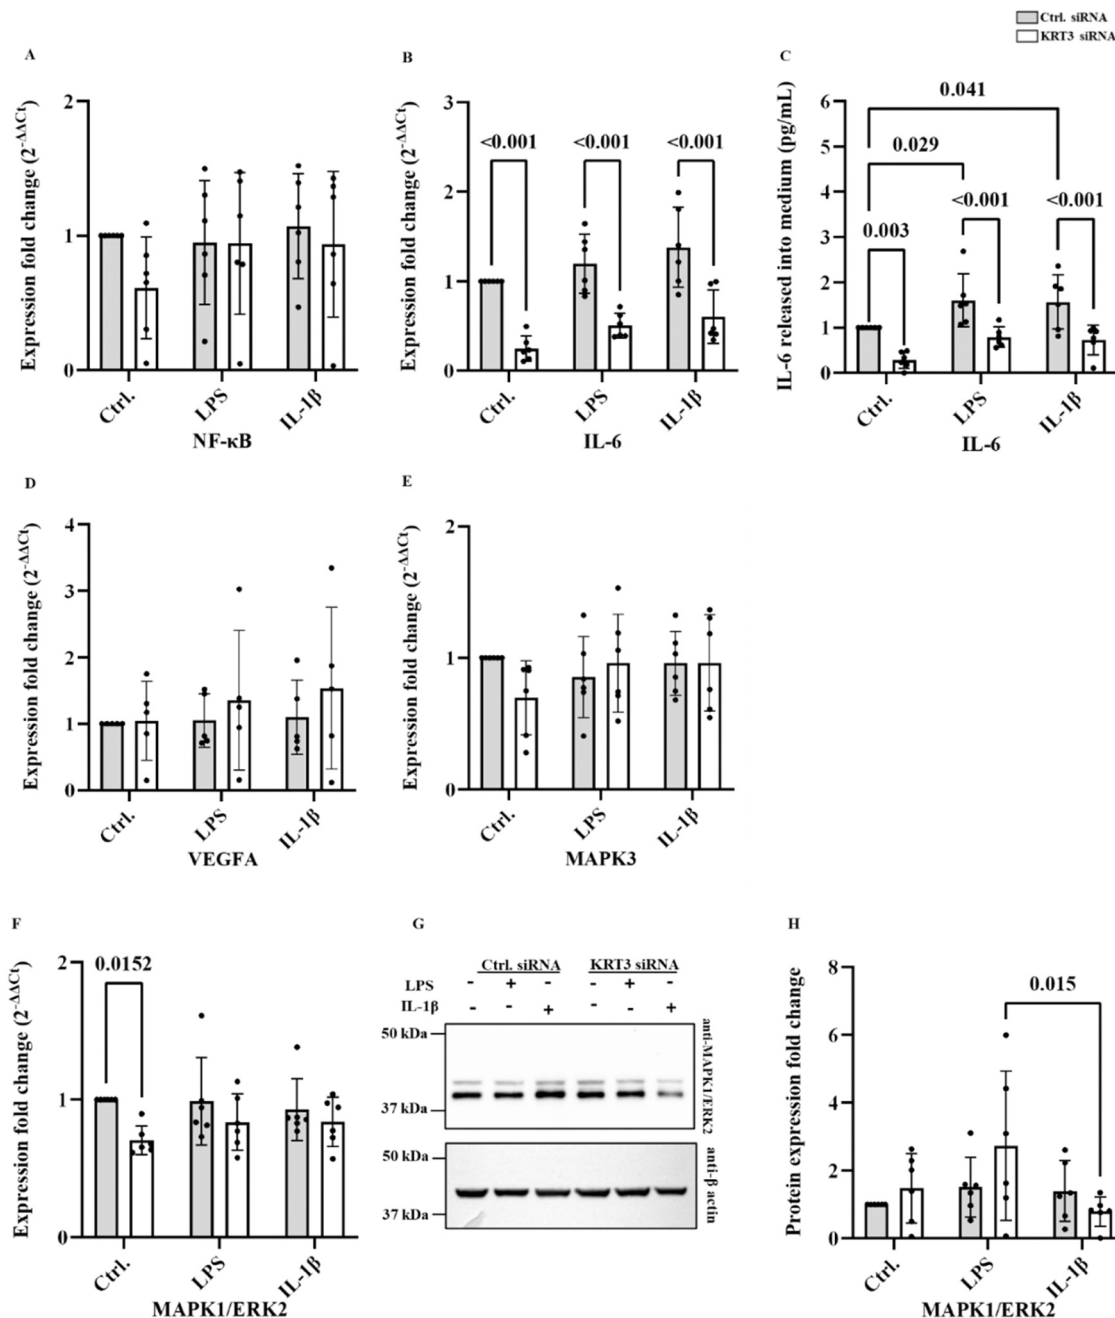 Ctrl. siRNA
KRT3 siRNA
A
Expression fold change (2^-ΔΔCt)
2
1
0
Ctrl.
LPS
IL-1β
NF-κB
B
Expression fold change (2^-ΔΔCt)
3
2
1
0
<0.001
<0.001
<0.001
Ctrl.
LPS
IL-1β
IL-6
C
IL-6 released into medium (pg/mL)
6
5
4
3
2
1
0
0.041
0.029
<0.001
<0.001
0.003
Ctrl.
LPS
IL-1β
IL-6
D
Expression fold change (2^-ΔΔCt)
4
3
2
1
0
Ctrl.
LPS
IL-1β
VEGFA
E
Expression fold change (2^-ΔΔCt)
2
1
0
Ctrl.
LPS
IL-1β
MAPK3
F
Expression fold change (2^-ΔΔCt)
2
1
0
0.0152
Ctrl.
LPS
IL-1β
MAPK1/ERK2
G
Ctrl. siRNA KRT3 siRNA
LPS - + - - + -
IL-1β - - + - - +
50 kDa
37 kDa
anti-MAPK1/ERK2
50 kDa
37 kDa
anti-β actin
H
Protein expression fold change
8
6
4
2
0
0.015
Ctrl.
LPS
IL-1β
MAPK1/ERK2